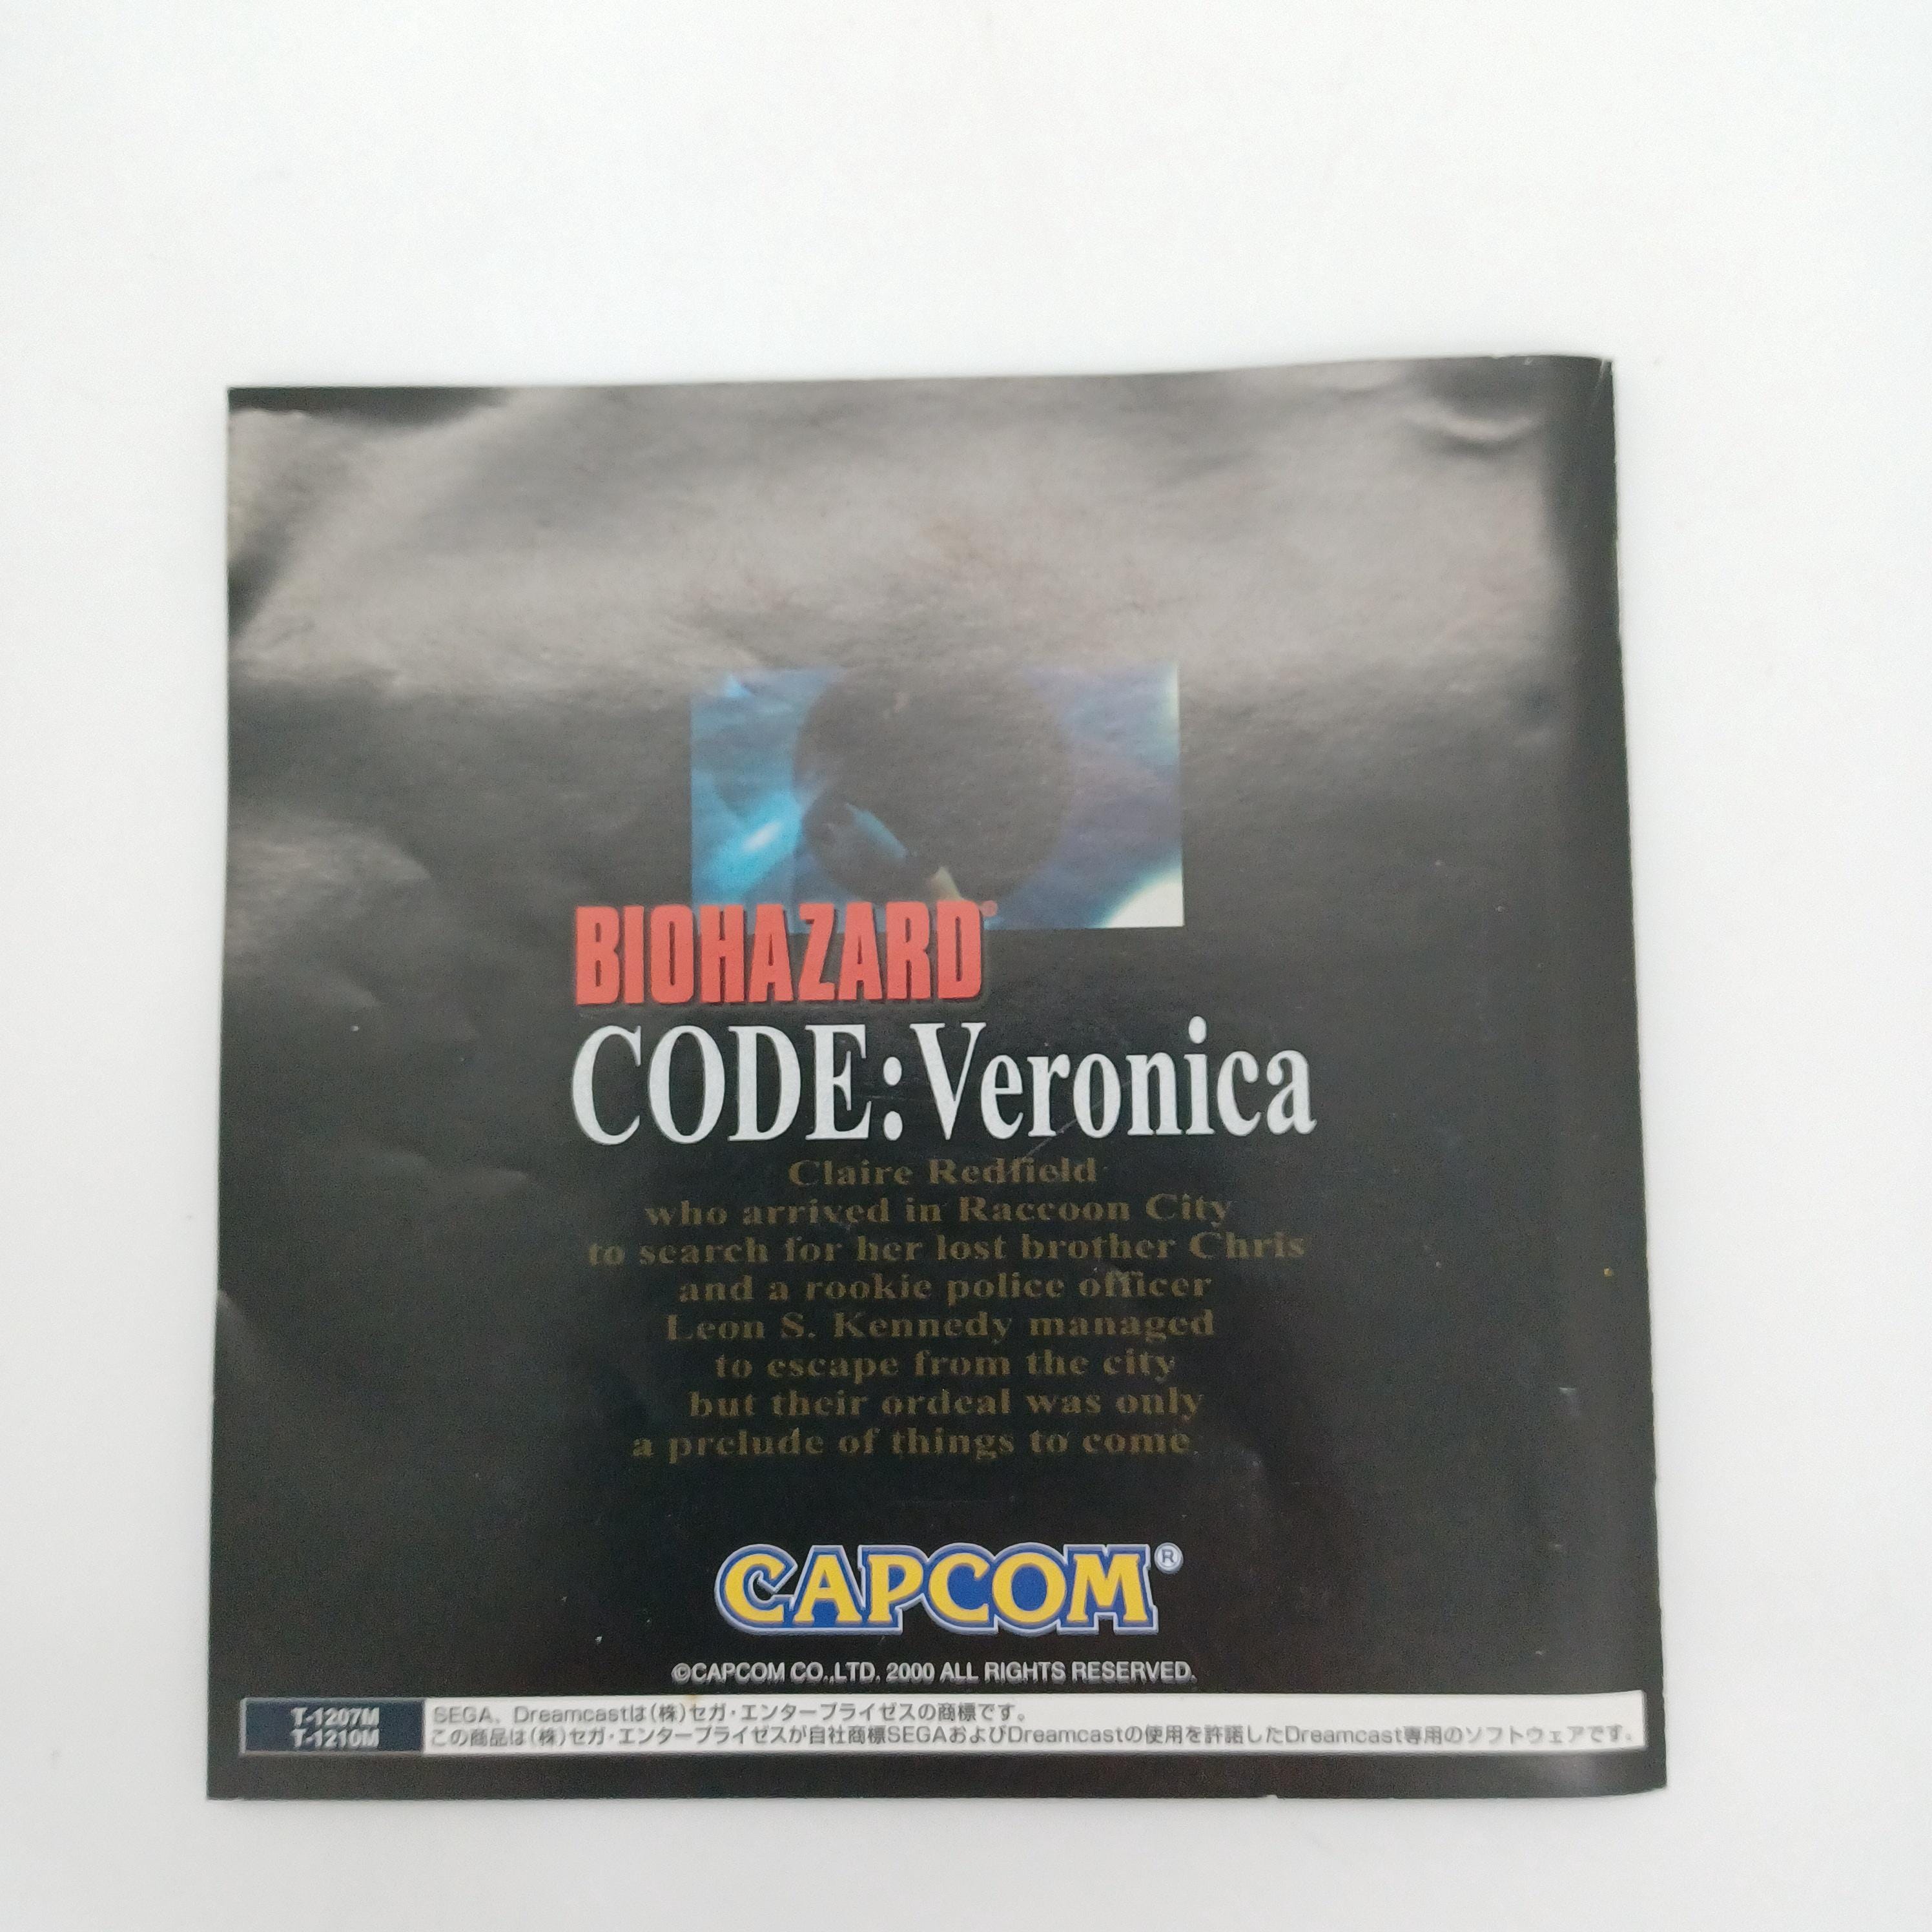 BIOHAZARD®
CODE:Veronica
Claire Redfield
who arrived in Raccoon City
to search for her lost brother Chris
and a rookie police officer
Leon S. Kennedy managed
to escape from the city
but their ordeal was only
a prelude of things to come.
CAPCOM®
©CAPCOM CO.,LTD. 2000 ALL RIGHTS RESERVED.
T-1207M
T-1210M
SEGA、Dreamcastは(株)セガ・エンタープライゼスの商標です。
この商品は(株)セガ・エンタープライゼスが自社商標SEGAおよびDreamcastの使用を許諾したDreamcast専用のソフトウェアです。